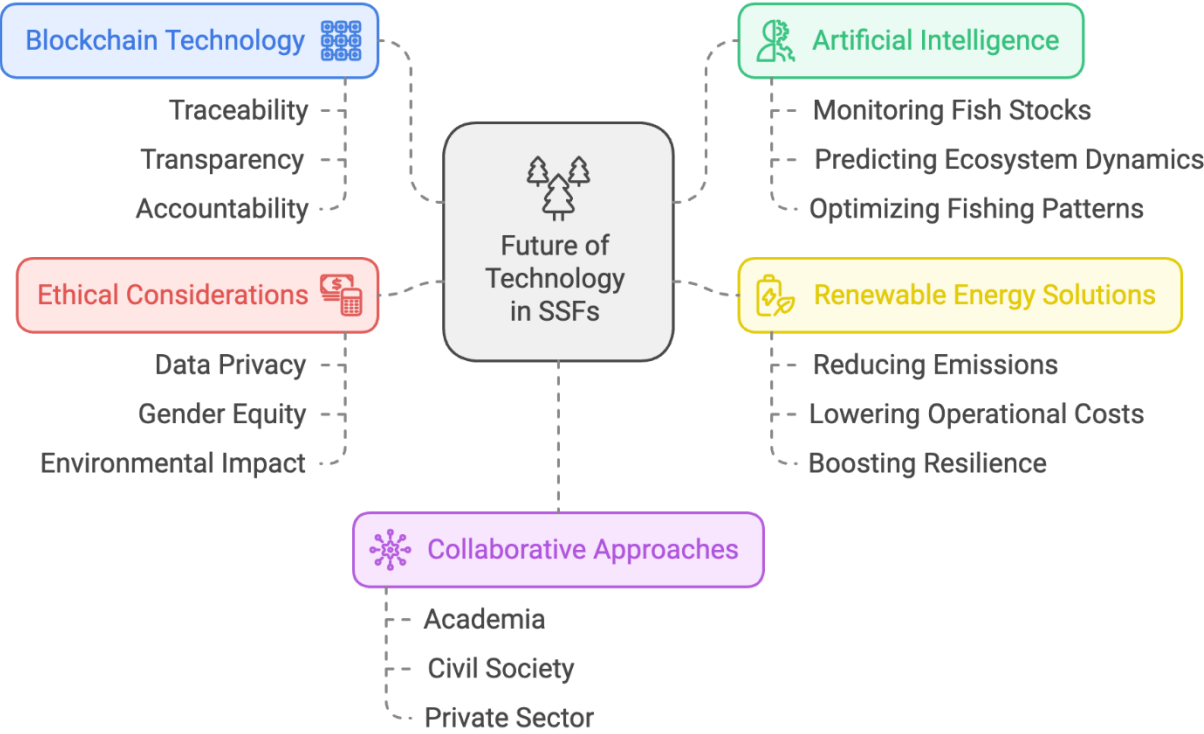 Blockchain Technology
Traceability
Transparency
Accountability
Ethical Considerations
$
Data Privacy
Gender Equity
Environmental Impact
Future of
Technology
in SSFs
Artificial Intelligence
Monitoring Fish Stocks
Predicting Ecosystem Dynamics
Optimizing Fishing Patterns
Renewable Energy Solutions
Reducing Emissions
Lowering Operational Costs
Boosting Resilience
Collaborative Approaches
Academia
Civil Society
Private Sector